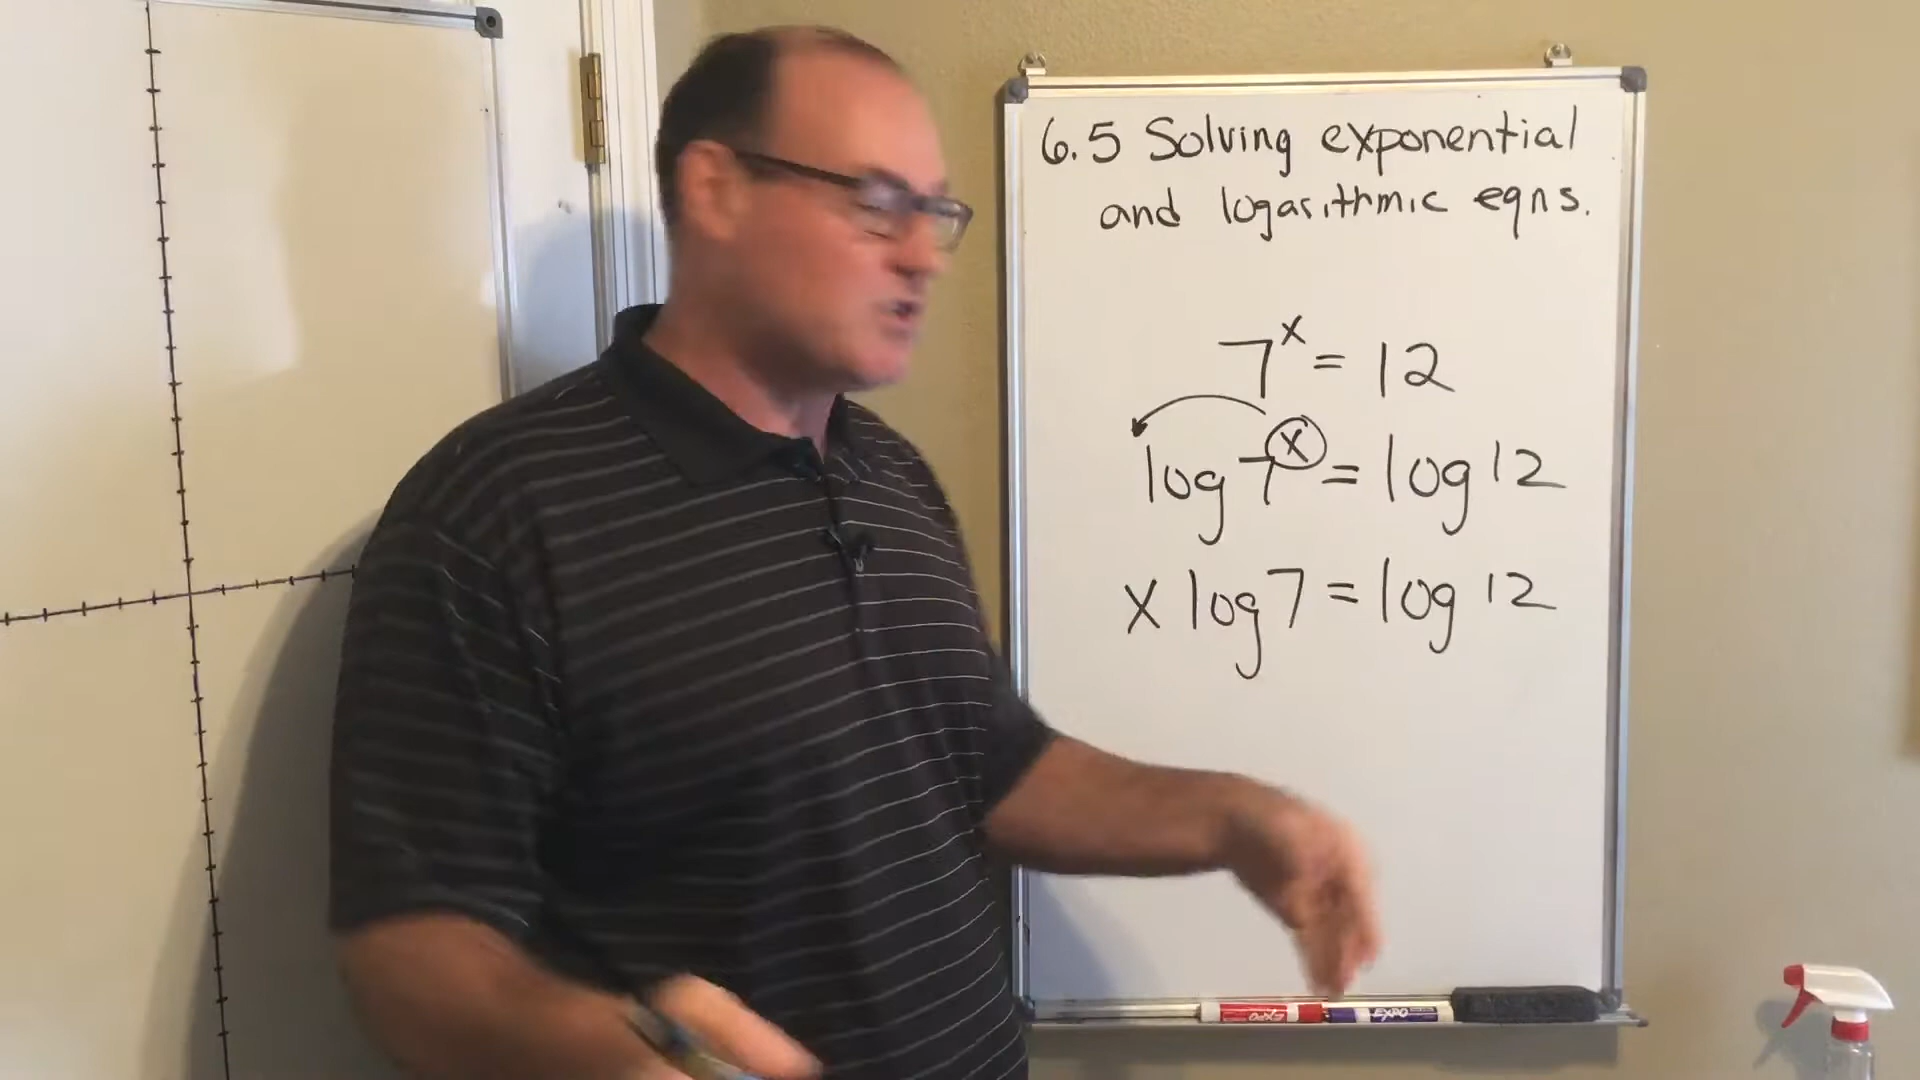 6.5 Solving exponential
and logarithmic eqns.
7^x = 12
log 7^x = log 12
x log 7 = log 12
EXPO EXPO